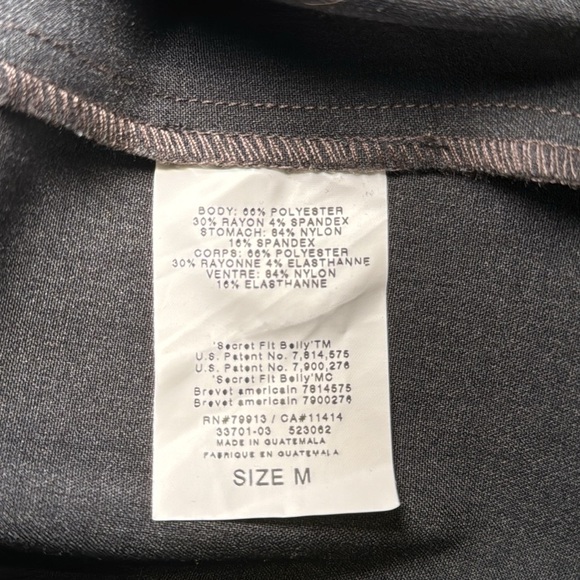 BODY: 66% POLYESTER
30% RAYON 4% SPANDEX
STOMACH: 84% NYLON
16% SPANDEX
CORPS: 66% POLYESTER
30% RAYONNE 4% ELASTHANNE
VENTRE: 84% NYLON
16% ELASTHANNE
'Secret Fit Belly'TM
U.S. Patent No. 7,814,575
U.S. Patent No. 7,900,276
'Secret Fit Belly'MC
Brevet americain 7814575
Brevet americain 7900276
RN#79913 / CA#11414
33701-03 523062
MADE IN GUATEMALA
FABRIQUE EN GUATEMALA
SIZE M